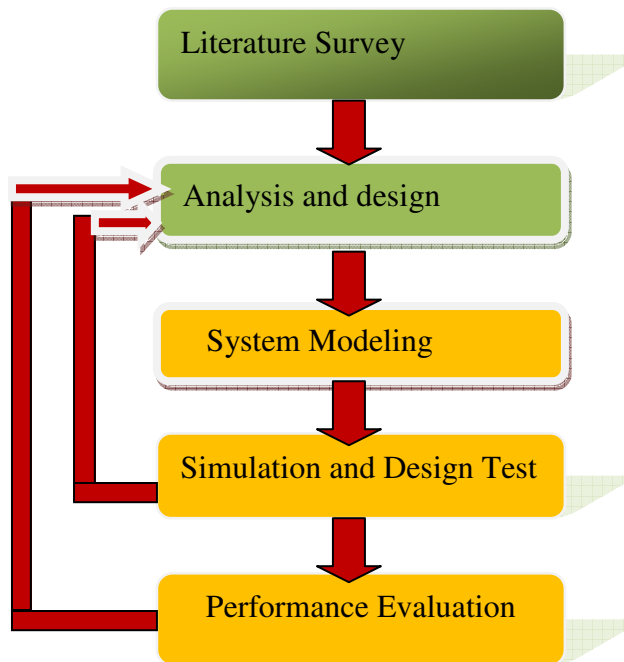 Literature Survey
Analysis and design
System Modeling
Simulation and Design Test
Performance Evaluation